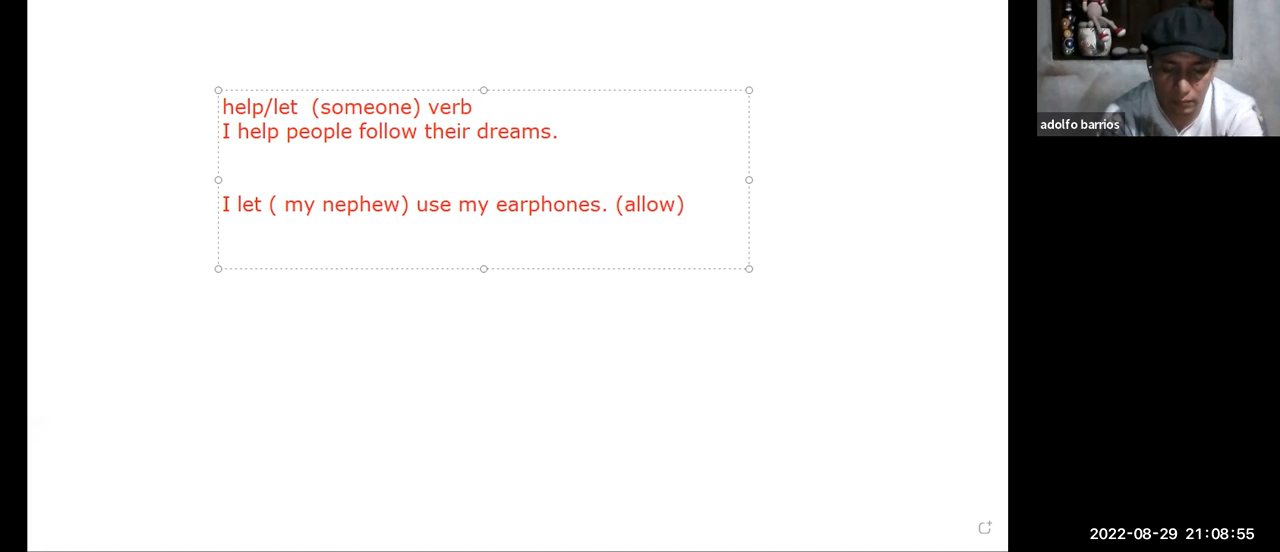 help/let (someone) verb
I help people follow their dreams.
I let ( my nephew) use my earphones. (allow)
adolfo barrios
2022-08-29 21:08:55